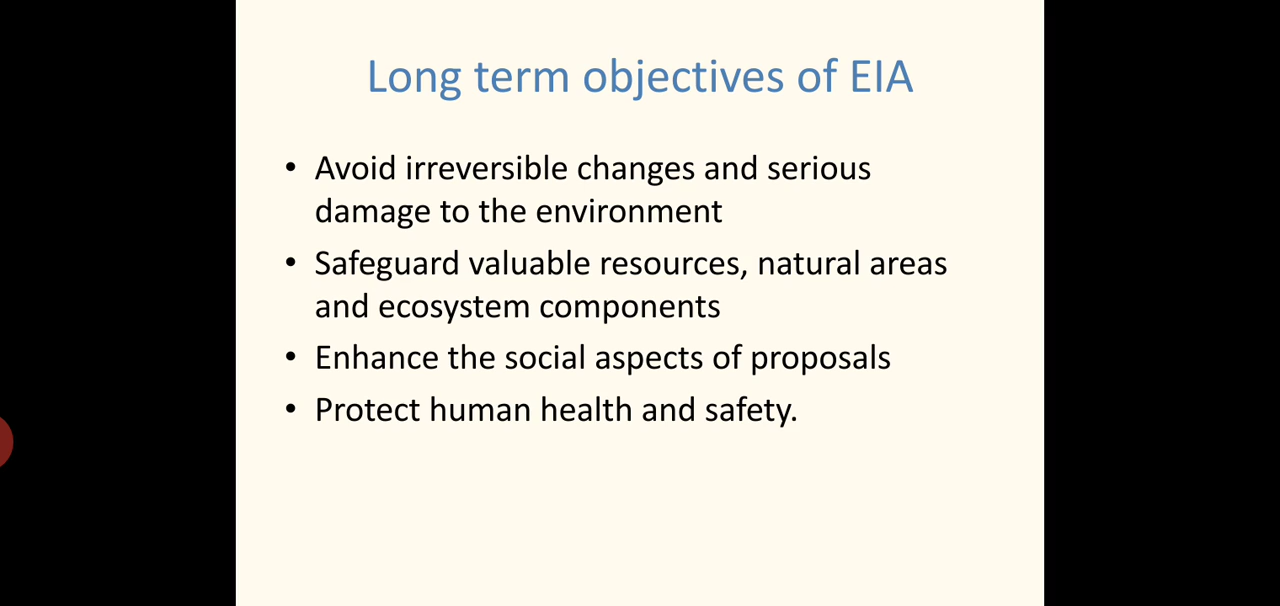 Long term objectives of EIA
• Avoid irreversible changes and serious
damage to the environment
• Safeguard valuable resources, natural areas
and ecosystem components
• Enhance the social aspects of proposals
• Protect human health and safety.